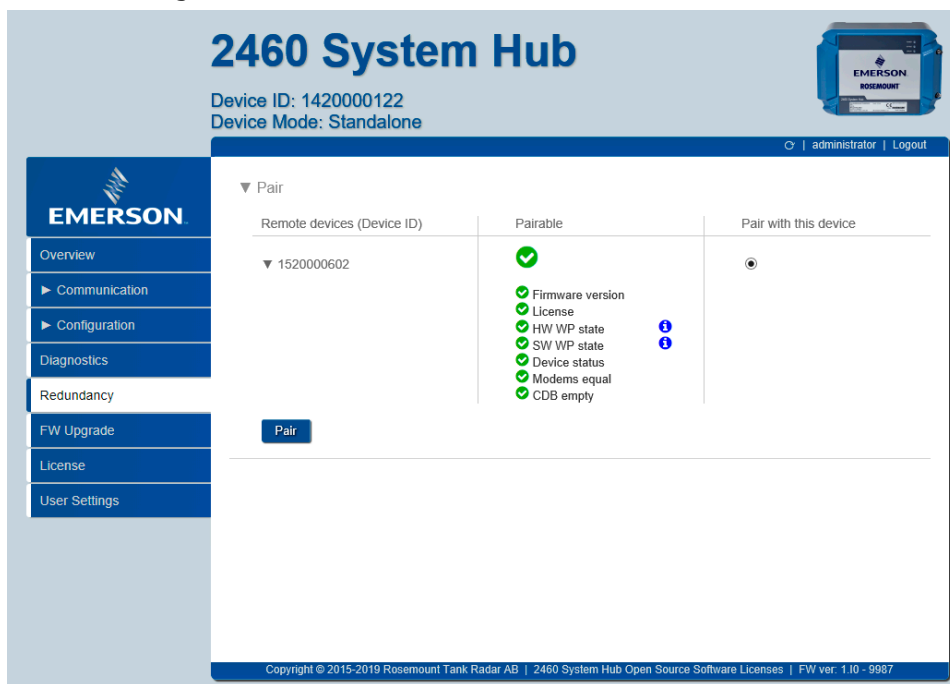 2460 System Hub
Device ID: 1420000122
Device Mode: Standalone
EMERSON
ROSEMOUNT
| administrator | Logout
EMERSON
Overview
► Communication
► Configuration
Diagnostics
Redundancy
FW Upgrade
License
User Settings
▼ Pair
Remote devices (Device ID) Pairable Pair with this device
▼ 1520000602
Firmware version
License
HW WP state
SW WP state
Device status
Modems equal
CDB empty
Pair
Copyright © 2015-2019 Rosemount Tank Radar AB | 2460 System Hub Open Source Software Licenses | FW ver: 1.I0 - 9987